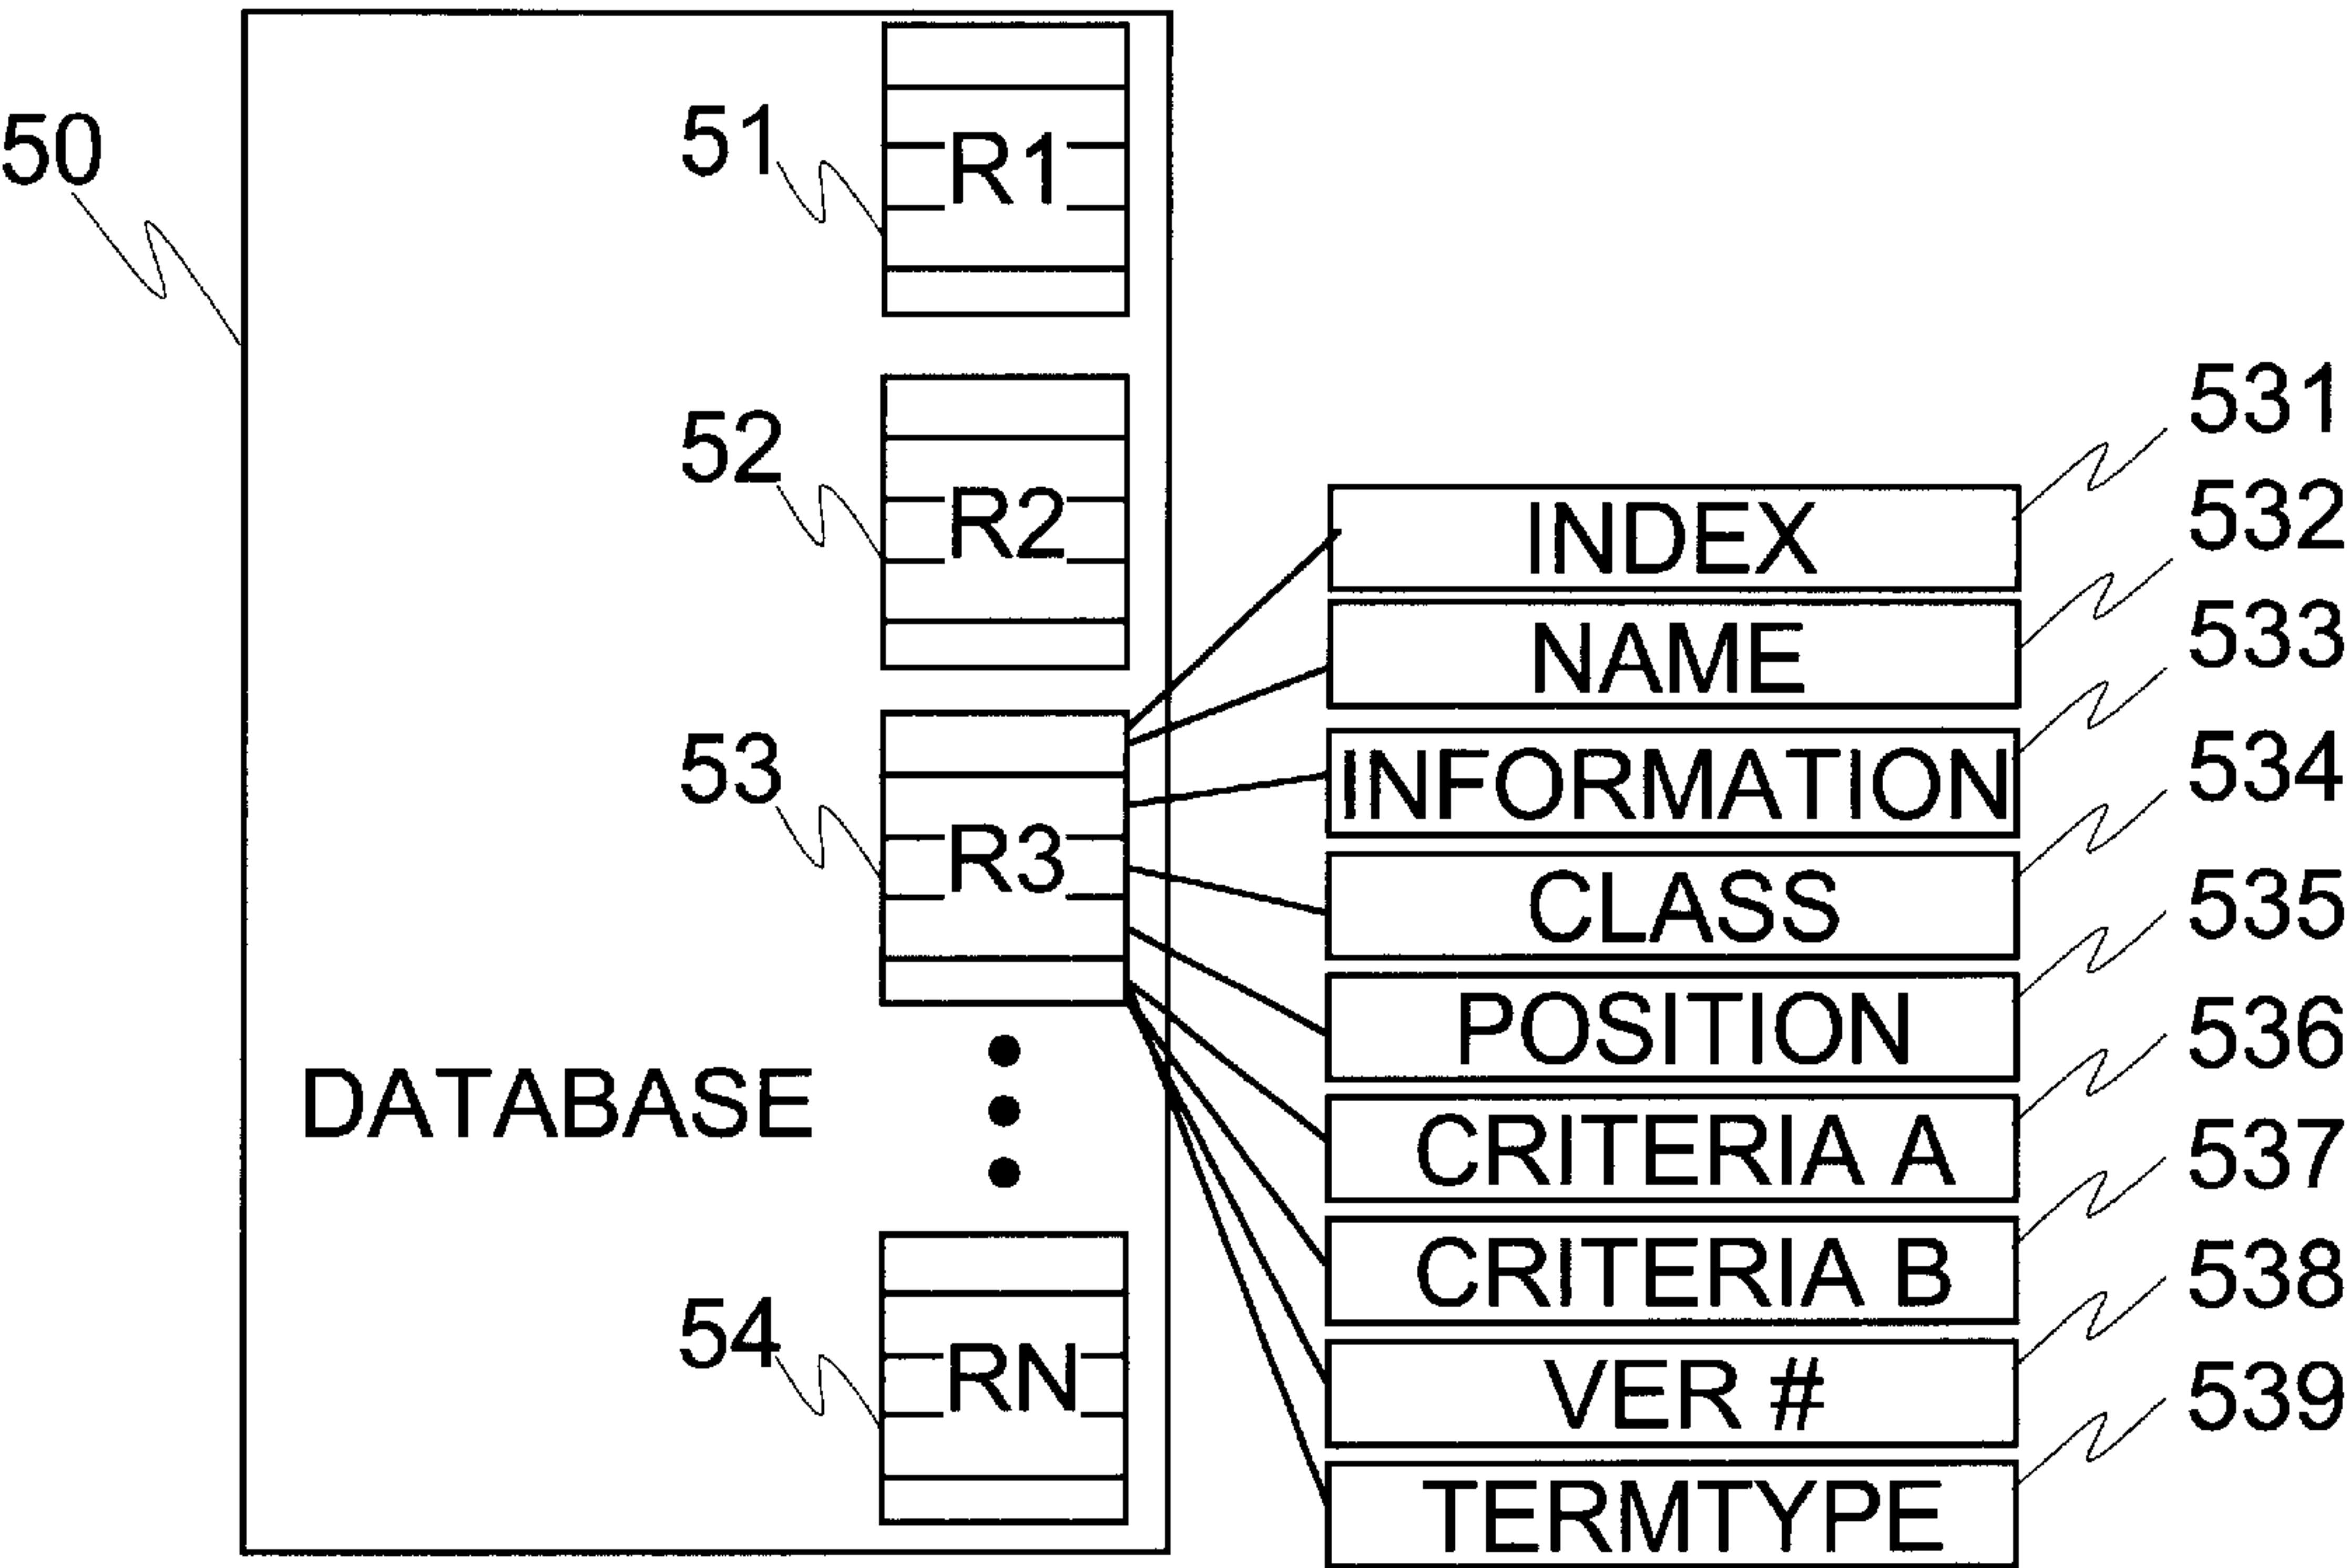 50
51
R1
52
R2
53
R3
DATABASE
54
RN
531
INDEX
532
NAME
533
INFORMATION
534
CLASS
535
POSITION
536
CRITERIA A
537
CRITERIA B
538
VER #
539
TERMTYPE